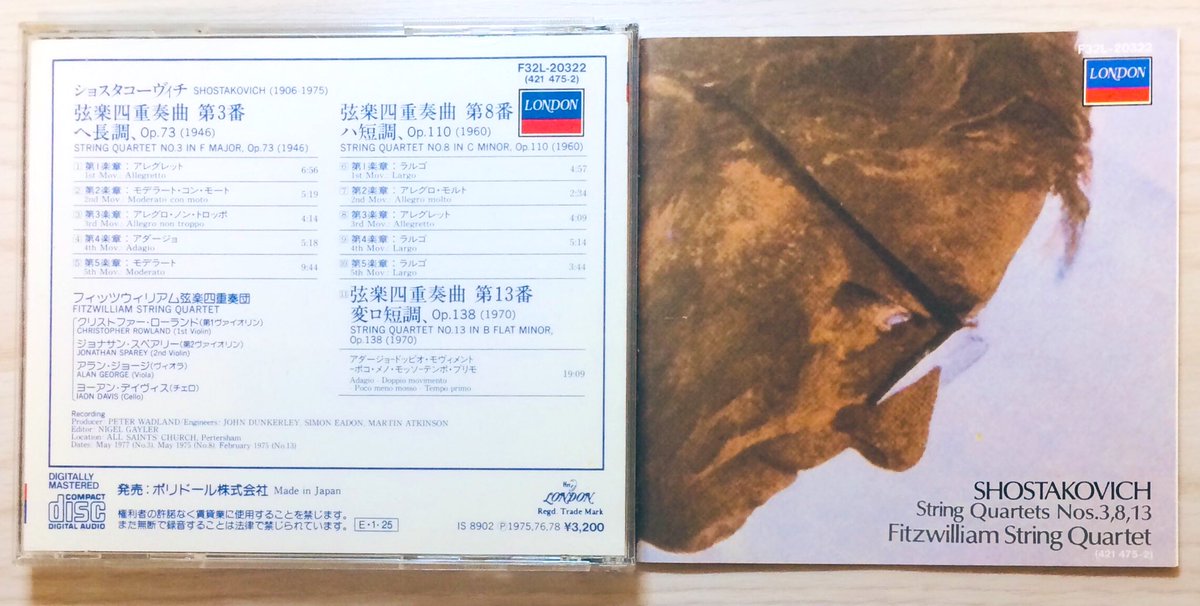 F32L-20322
(421 475-2)
ショスタコーヴィチ SHOSTAKOVICH (1906 1975)
LONDON
弦楽四重奏曲 第3番
ヘ長調、Op.73 (1946)
STRING QUARTET NO.3 IN F MAJOR, Op.73 (1946)
1 第1楽章：アレグレット
1st Mov.: Allegretto
6:56
2 第2楽章：モデラート・コン・モート
2nd Mov.: Moderato con moto
5:19
3 第3楽章：アレグロ・ノン・トロッポ
3rd Mov.: Allegro non troppo
4:14
4 第4楽章：アダージョ
4th Mov.: Adagio
5:18
5 第5楽章：モデラート
5th Mov.: Moderato
9:44
フィッツウィリアム弦楽四重奏団
FITZWILLIAM STRING QUARTET
クリストファー・ローランド(第1ヴァイオリン)
CHRISTOPHER ROWLAND (1st Violin)
ジョナサン・スペアリー(第2ヴァイオリン)
JONATHAN SPAREY (2nd Violin)
アラン・ジョージ(ヴィオラ)
ALAN GEORGE (Viola)
ヨーアン・デイヴィス(チェロ)
IAON DAVIS (Cello)
弦楽四重奏曲 第8番
ハ短調、Op.110 (1960)
STRING QUARTET NO.8 IN C MINOR, Op.110 (1960)
6 第1楽章：ラルゴ
1st Mov.: Largo
4:57
7 第2楽章：アレグロ・モルト
2nd Mov.: Allegro molto
2:34
8 第3楽章：アレグレット
3rd Mov.: Allegretto
4:09
9 第4楽章：ラルゴ
4th Mov.: Largo
5:14
10 第5楽章：ラルゴ
5th Mov.: Largo
3:44
11 弦楽四重奏曲 第13番
変ロ短調、Op.138 (1970)
STRING QUARTET NO.13 IN B FLAT MINOR,
Op.138 (1970)
アダージョ-ドッピオ・モヴィメント
-ポコ・メノ・モッソ-テンポ・プリモ
Adagio - Doppio movimento
- Poco meno mosso - Tempo primo
19:09
Recording
Producer: PETER WADLAND/Engineers: JOHN DUNKERLEY, SIMON EADON, MARTIN ATKINSON
Editor: NIGEL GAYLER
Location: ALL SAINTS' CHURCH, Pertersham
Dates: May 1977 (No.3), May 1975 (No.8), February 1975 (No.13)
DIGITALLY
MASTERED
COMPACT
disc
DIGITAL AUDIO
発売：ポリドール株式会社 Made in Japan
権利者の許諾なく賃貸業に使用することを禁じます。
また無断で録音することは法律で禁じられています。
E・1・25
LONDON
Regd. Trade Mark
IS 8902 P:1975,76,78 ¥3,200
F32L-20322
LONDON
SHOSTAKOVICH
String Quartets Nos.3,8,13
Fitzwilliam String Quartet
(421 475-2)